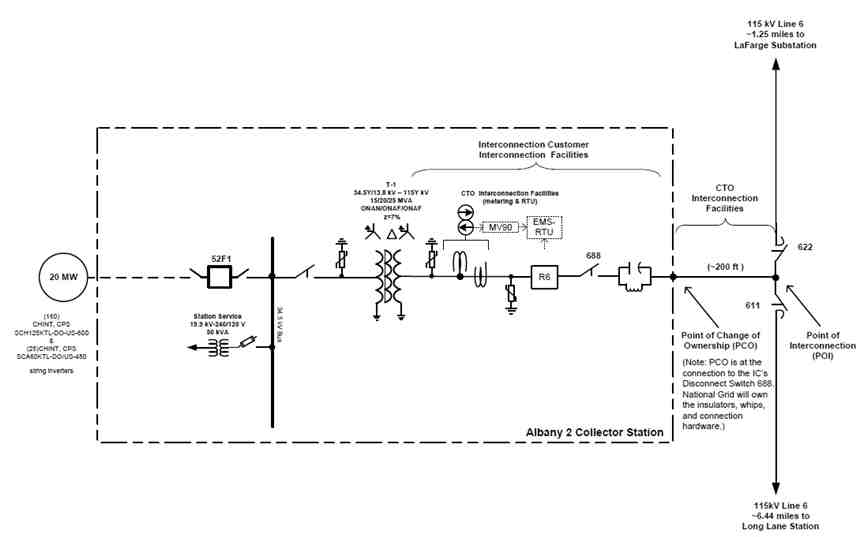 115 kV Line 6
~1.25 miles to
LaFarge Substation
Interconnection Customer
Interconnection Facilities
T-1
34.5Y/13.8 kV – 115Y kV
15/20/25 MVA
ONAN/ONAF/ONAF
z=7%
CTO Interconnection Facilities
(metering & RTU)
MV90
EMS-
RTU
CTO
Interconnection
Facilities
20 MW
52F1
688
R6
(~200 ft )
622
611
(160)
CHINT, CPS
SCH125KTL-DO/US-600
&
(25)CHINT, CPS
string inverters
Station Service
19.9 kV-240/120 V
50 kVA
34.5 kV Bus
Point of Change of
Ownership (PCO)
(Note: PCO is at the
connection to the IC's
Disconnect Switch 688.
National Grid will own
the insulators, whips,
and connection
hardware.)
Point of
Interconnection
(POI)
Albany 2 Collector Station
115kV Line 6
~6.44 miles to
Long Lane Station